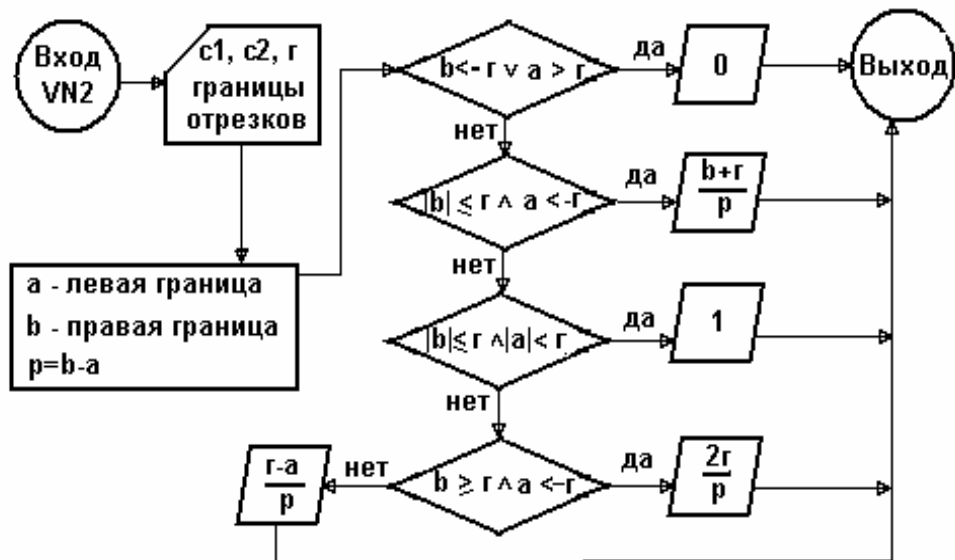 Вход
VN2
c1, c2, r
границы
отрезков
a - левая граница
b - правая граница
p=b-a
b<- r ∨ a > r
да
0
Выход
нет
|b| ≤ r ∧ a <-r
да
b+r
p
нет
|b|≤ r ∧|a|< r
да
1
нет
b ≥ r ∧ a <-r
да
2r
p
нет
r-a
p